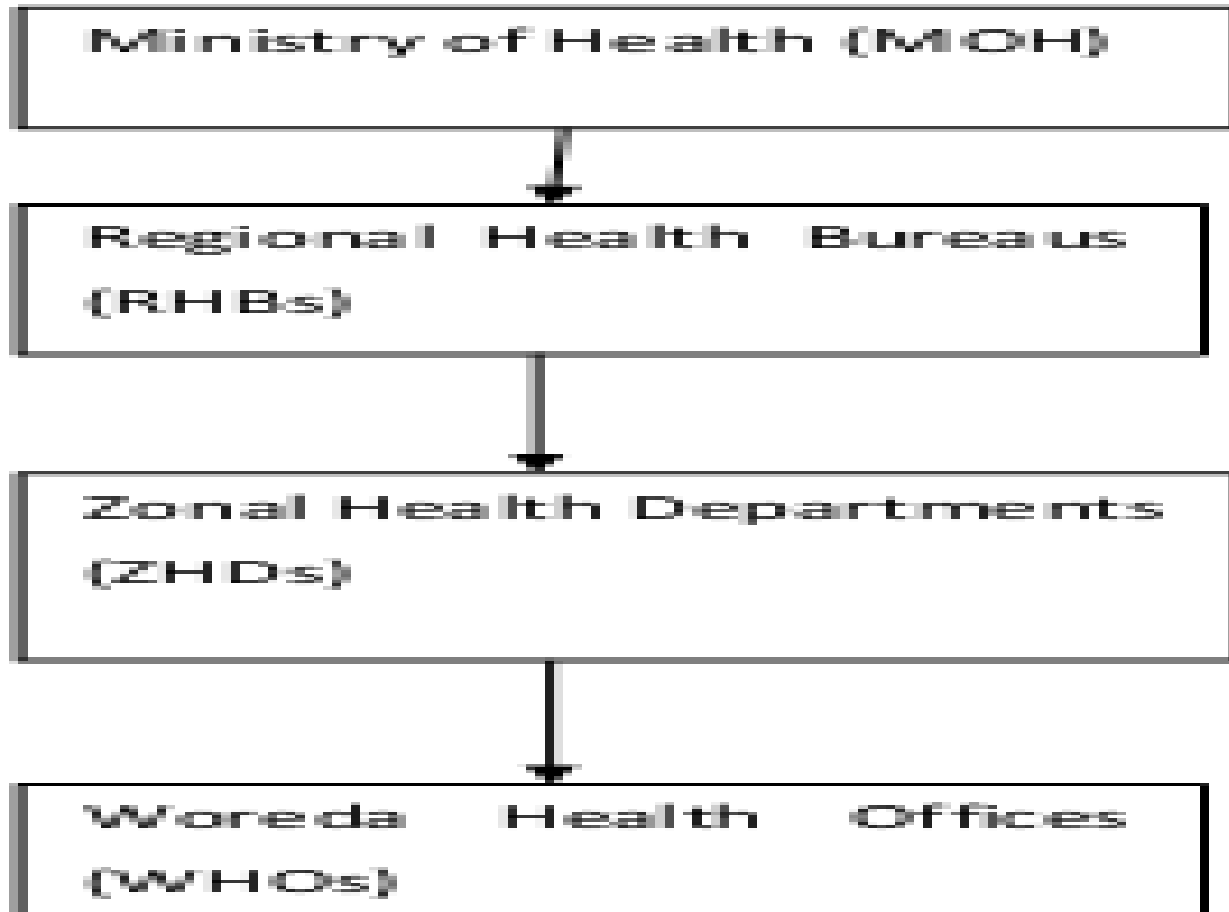 Ministry of Health (MOH)
Regional Health Bureaus
(RHBs)
Zonal Health Departments
(ZHDs)
Woreda Health Offices
(WHOs)